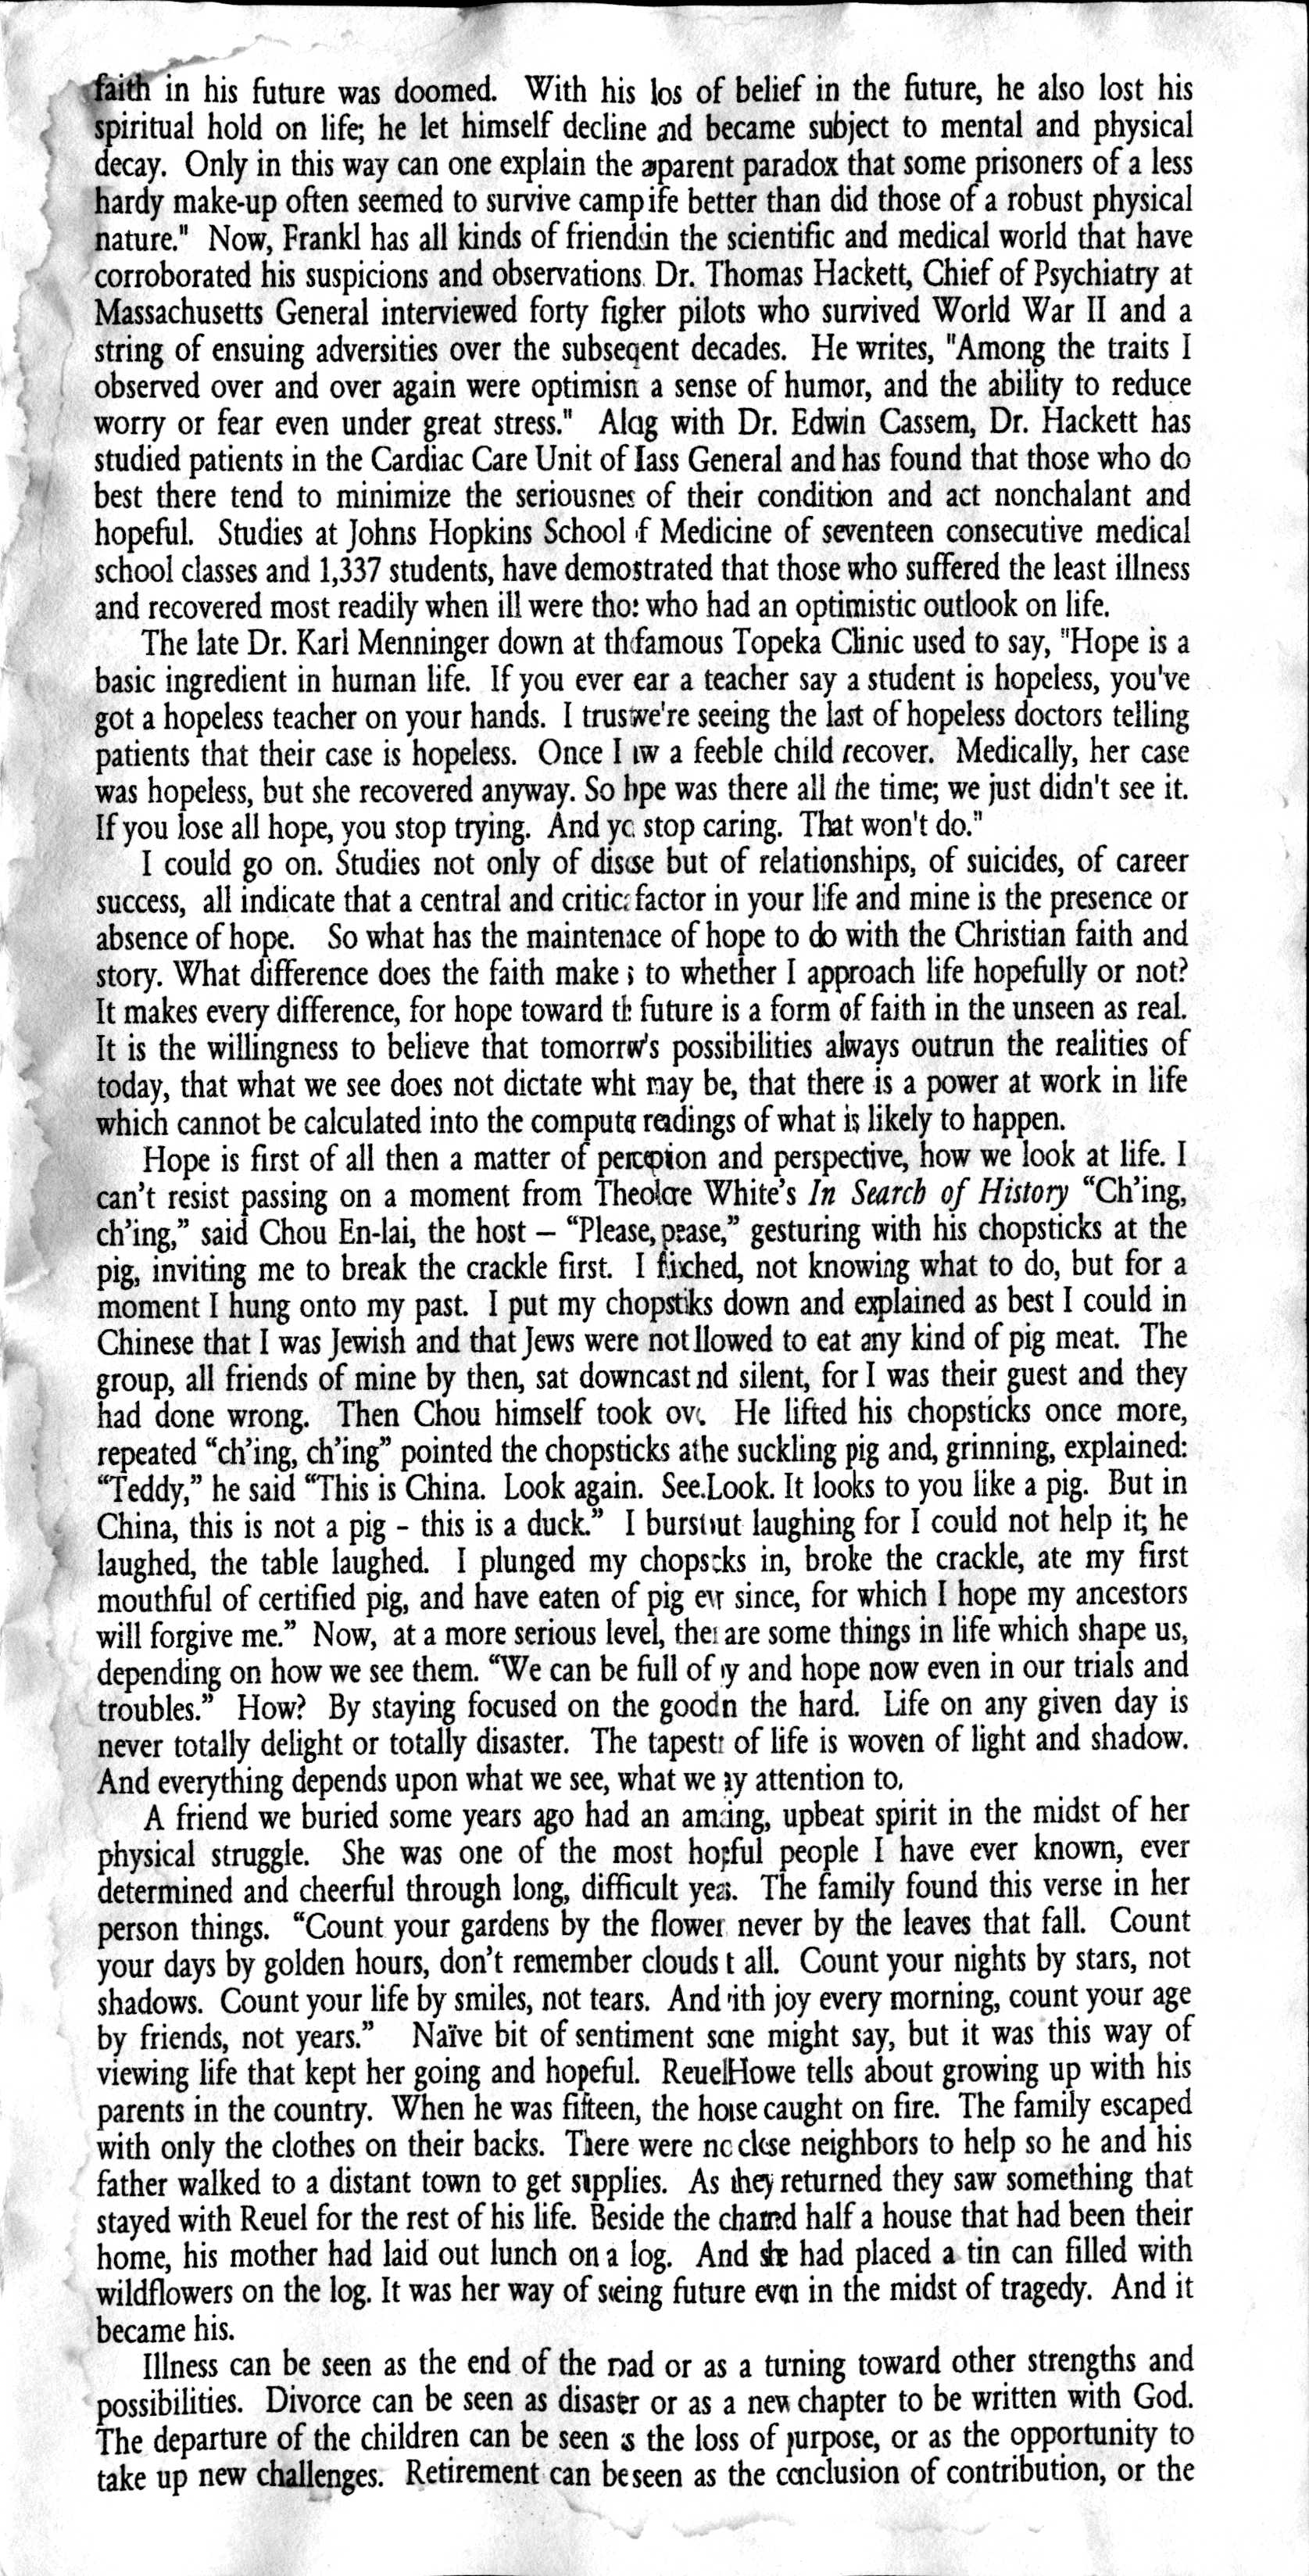 faith in his future was doomed. With his los of belief in the future, he also lost his
spiritual hold on life; he let himself decline and became subject to mental and physical
decay. Only in this way can one explain the aparent paradox that some prisoners of a less
hardy make-up often seemed to survive camp ife better than did those of a robust physical
nature." Now, Frankl has all kinds of friends in the scientific and medical world that have
corroborated his suspicions and observations. Dr. Thomas Hackett, Chief of Psychiatry at
Massachusetts General interviewed forty figher pilots who survived World War II and a
string of ensuing adversities over the subseqent decades. He writes, "Among the traits I
observed over and over again were optimism a sense of humor, and the ability to reduce
worry or fear even under great stress." Alog with Dr. Edwin Cassem, Dr. Hackett has
studied patients in the Cardiac Care Unit of Mass General and has found that those who do
best there tend to minimize the seriousnes of their condition and act nonchalant and
hopeful. Studies at Johns Hopkins School of Medicine of seventeen consecutive medical
school classes and 1,337 students, have demostrated that those who suffered the least illness
and recovered most readily when ill were those who had an optimistic outlook on life.
The late Dr. Karl Menninger down at the famous Topeka Clinic used to say, "Hope is a
basic ingredient in human life. If you ever ear a teacher say a student is hopeless, you've
got a hopeless teacher on your hands. I trust we're seeing the last of hopeless doctors telling
patients that their case is hopeless. Once I saw a feeble child recover. Medically, her case
was hopeless, but she recovered anyway. So hpe was there all the time; we just didn't see it.
If you lose all hope, you stop trying. And you stop caring. That won't do."
I could go on. Studies not only of disese but of relationships, of suicides, of career
success, all indicate that a central and critical factor in your life and mine is the presence or
absence of hope. So what has the maintenace of hope to do with the Christian faith and
story. What difference does the faith make as to whether I approach life hopefully or not?
It makes every difference, for hope toward the future is a form of faith in the unseen as real.
It is the willingness to believe that tomorrw's possibilities always outrun the realities of
today, that what we see does not dictate wht may be, that there is a power at work in life
which cannot be calculated into the computer readings of what is likely to happen.
Hope is first of all then a matter of perception and perspective, how we look at life. I
can’t resist passing on a moment from Theodore White’s In Search of History “Ch’ing,
ch’ing,” said Chou En-lai, the host – “Please, please,” gesturing with his chopsticks at the
pig, inviting me to break the crackle first. I flinched, not knowing what to do, but for a
moment I hung onto my past. I put my chopstiks down and explained as best I could in
Chinese that I was Jewish and that Jews were not llowed to eat any kind of pig meat. The
group, all friends of mine by then, sat downcast nd silent, for I was their guest and they
had done wrong. Then Chou himself took over. He lifted his chopsticks once more,
repeated “ch’ing, ch’ing” pointed the chopsticks at the suckling pig and, grinning, explained:
“Teddy,” he said “This is China. Look again. See. Look. It looks to you like a pig. But in
China, this is not a pig – this is a duck.” I burst out laughing for I could not help it; he
laughed, the table laughed. I plunged my chopsticks in, broke the crackle, ate my first
mouthful of certified pig, and have eaten of pig ever since, for which I hope my ancestors
will forgive me.” Now, at a more serious level, there are some things in life which shape us,
depending on how we see them. “We can be full of joy and hope now even in our trials and
troubles.” How? By staying focused on the good in the hard. Life on any given day is
never totally delight or totally disaster. The tapestry of life is woven of light and shadow.
And everything depends upon what we see, what we pay attention to.
A friend we buried some years ago had an amazing, upbeat spirit in the midst of her
physical struggle. She was one of the most hopeful people I have ever known, ever
determined and cheerful through long, difficult years. The family found this verse in her
person things. “Count your gardens by the flower never by the leaves that fall. Count
your days by golden hours, don’t remember clouds t all. Count your nights by stars, not
shadows. Count your life by smiles, not tears. And with joy every morning, count your age
by friends, not years.” Naïve bit of sentiment some might say, but it was this way of
viewing life that kept her going and hopeful. Reuel Howe tells about growing up with his
parents in the country. When he was fifteen, the house caught on fire. The family escaped
with only the clothes on their backs. There were no close neighbors to help so he and his
father walked to a distant town to get supplies. As they returned they saw something that
stayed with Reuel for the rest of his life. Beside the charred half a house that had been their
home, his mother had laid out lunch on a log. And she had placed a tin can filled with
wildflowers on the log. It was her way of seeing future even in the midst of tragedy. And it
became his.
Illness can be seen as the end of the road or as a turning toward other strengths and
possibilities. Divorce can be seen as disaster or as a new chapter to be written with God.
The departure of the children can be seen as the loss of purpose, or as the opportunity to
take up new challenges. Retirement can be seen as the conclusion of contribution, or the